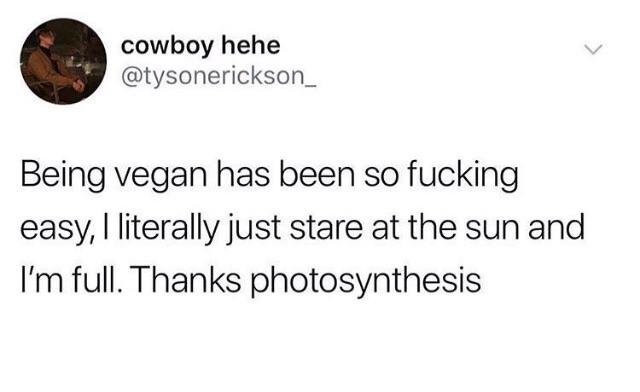 cowboy hehe
@tysonerickson_
Being vegan has been so fucking
easy, I literally just stare at the sun and
I'm full. Thanks photosynthesis